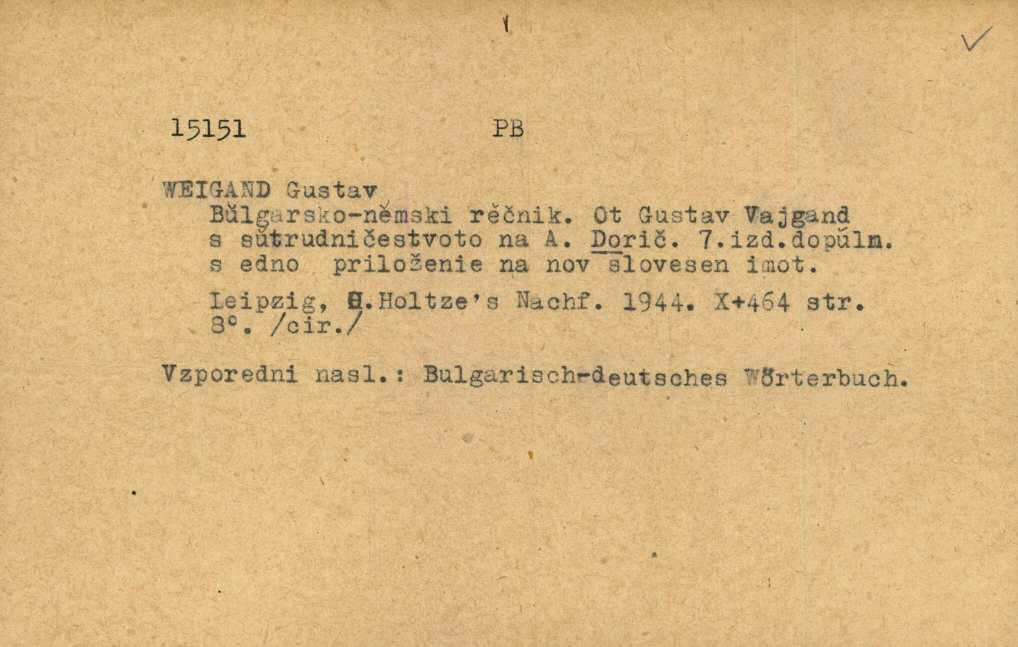 15151 PB
WEIGAND Gustav
Bŭlgarsko-němski rěčnik. Ot Gustav Vajgand
s sŭtrudničestvoto na A. Dorič. 7.izd.dopŭln.
s edno priloženie na nov slovesen imot.
Leipzig, O.Holtze's Nachf. 1944. X+464 str.
8°. /cir./
Vzporedni nasl.: Bulgarisch-deutsches Wörterbuch.